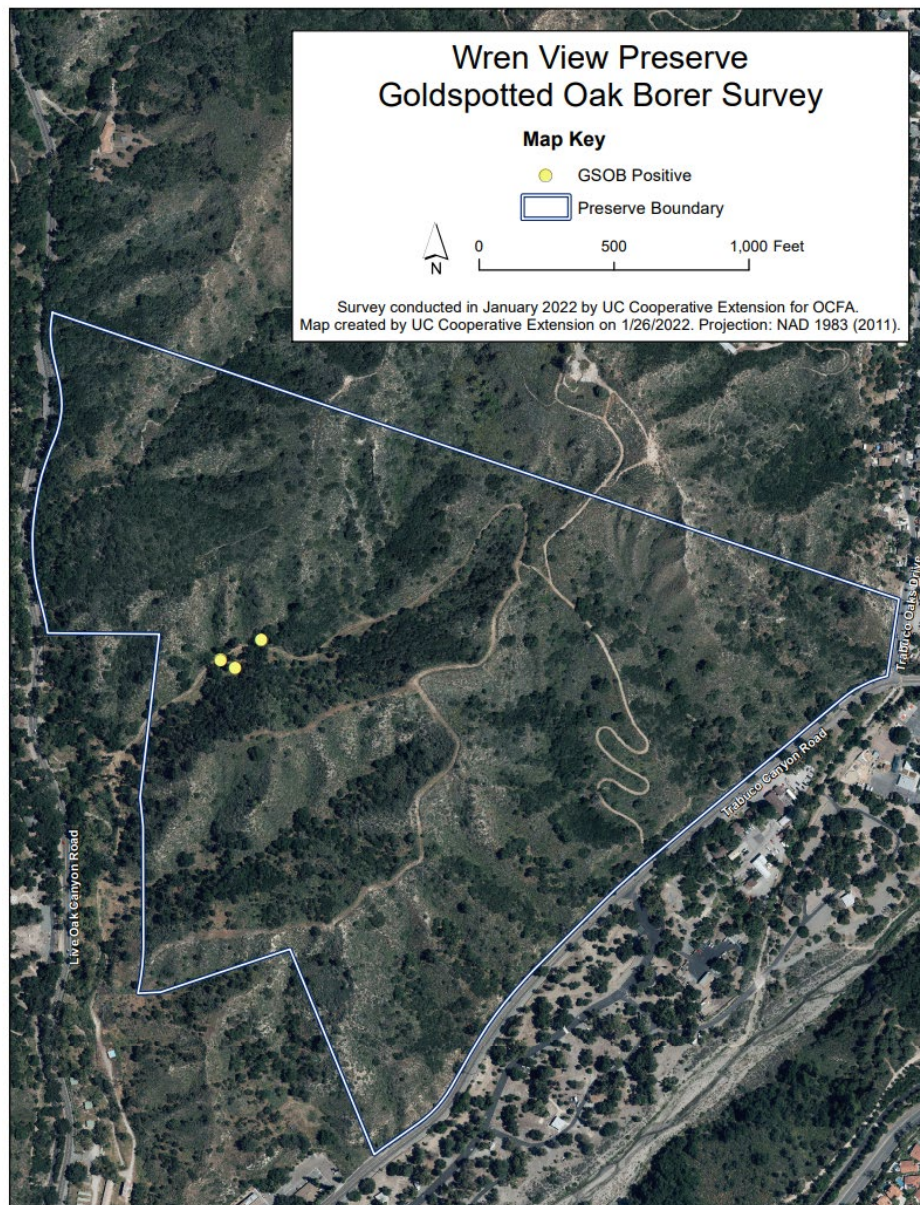 Wren View Preserve
Goldspotted Oak Borer Survey
Map Key
GSOB Positive
Preserve Boundary
N
0 500 1,000 Feet
Survey conducted in January 2022 by UC Cooperative Extension for OCFA.
Map created by UC Cooperative Extension on 1/26/2022. Projection: NAD 1983 (2011).
Trabuco Oaks Drive
Trabuco Canyon Road
Live Oak Canyon Road